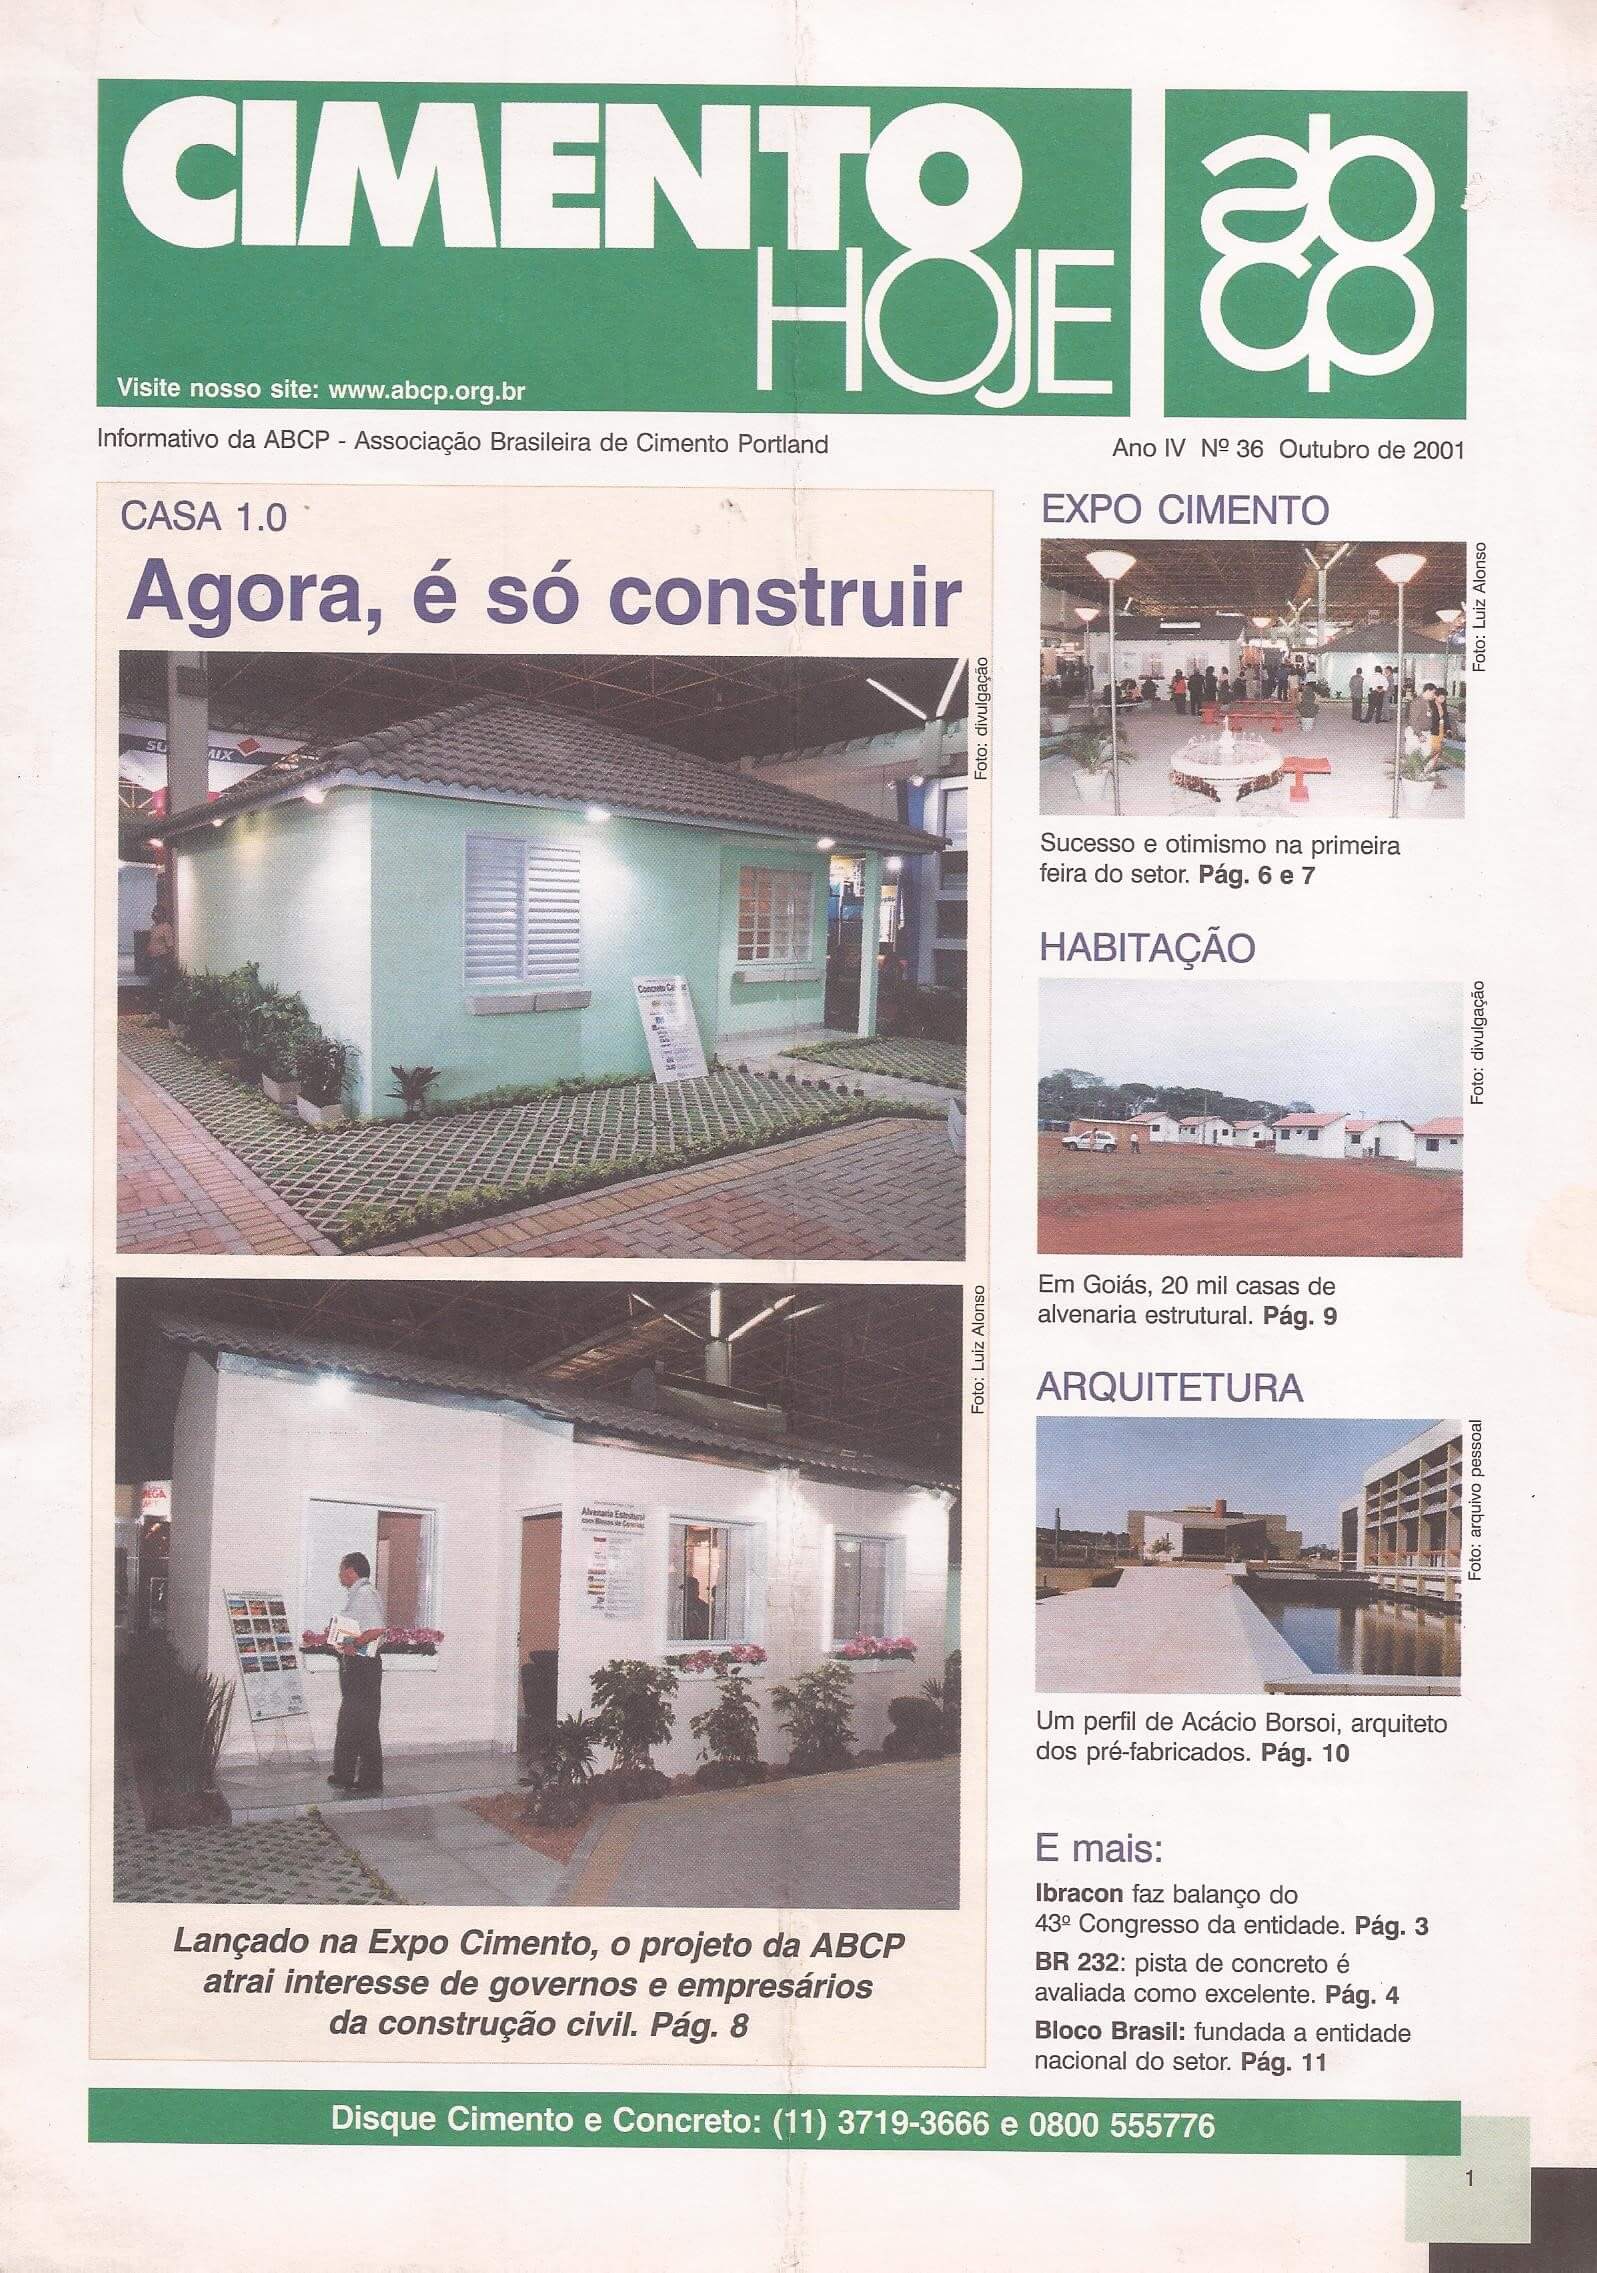 CIMENTO
HOJE
abcp
Visite nosso site: www.abcp.org.br
Informativo da ABCP - Associação Brasileira de Cimento Portland
Ano IV Nº 36 Outubro de 2001
CASA 1.0
Agora, é só construir
Foto: divulgação
Concreto
Foto: Luiz Alonso
Alvenaria Estrutural
com Blocos de Concreto
Lançado na Expo Cimento, o projeto da ABCP
atrai interesse de governos e empresários
da construção civil. Pág. 8
EXPO CIMENTO
Foto: Luiz Alonso
Sucesso e otimismo na primeira
feira do setor. Pág. 6 e 7
HABITAÇÃO
Foto: divulgação
Em Goiás, 20 mil casas de
alvenaria estrutural. Pág. 9
ARQUITETURA
Foto: arquivo pessoal
Um perfil de Acácio Borsoi, arquiteto
dos pré-fabricados. Pág. 10
E mais:
Ibracon faz balanço do
43º Congresso da entidade. Pág. 3
BR 232: pista de concreto é
avaliada como excelente. Pág. 4
Bloco Brasil: fundada a entidade
nacional do setor. Pág. 11
Disque Cimento e Concreto: (11) 3719-3666 e 0800 555776
1